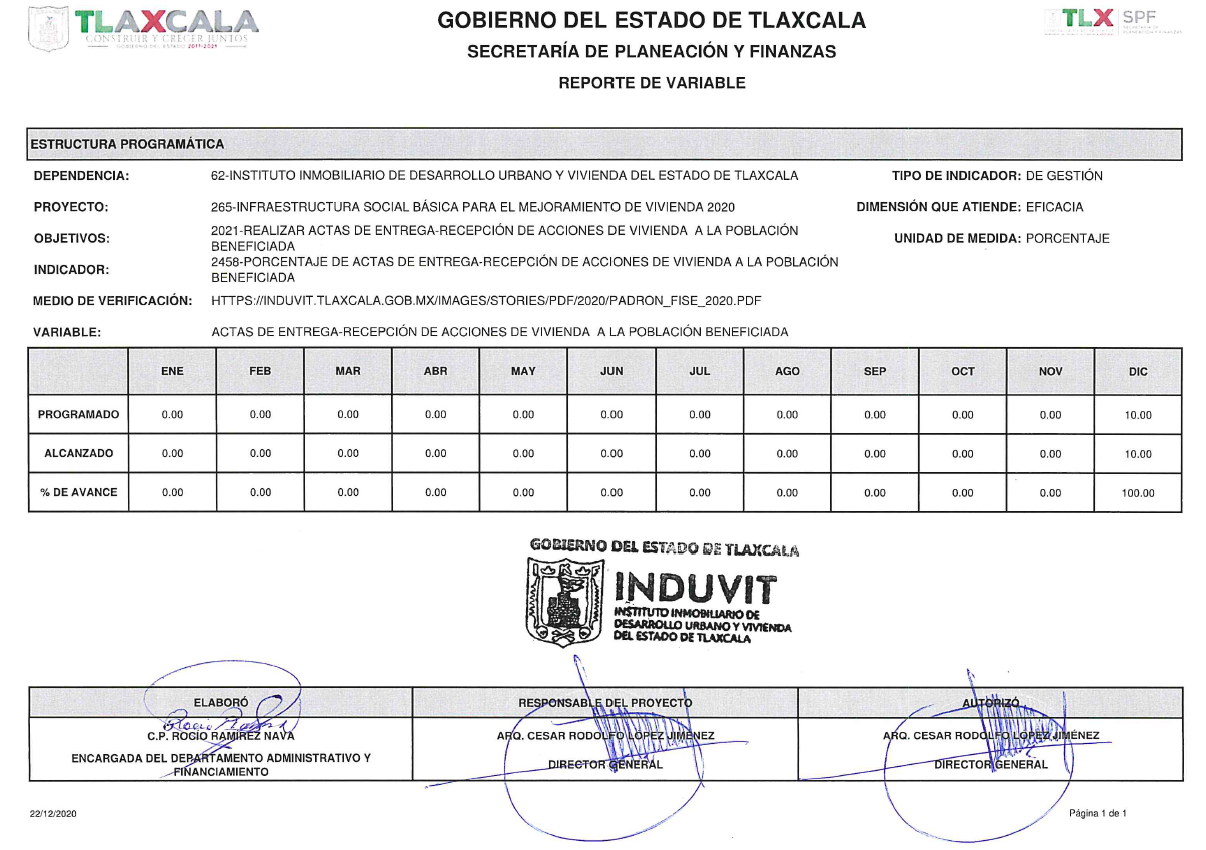 TLAXCALA
CONSTRUIR Y CRECER JUNTOS
GOBIERNO DEL ESTADO 2017-2021
GOBIERNO DEL ESTADO DE TLAXCALA
SECRETARÍA DE PLANEACIÓN Y FINANZAS
REPORTE DE VARIABLE
TLX SPF
ESTRUCTURA PROGRAMÁTICA
DEPENDENCIA: 62-INSTITUTO INMOBILIARIO DE DESARROLLO URBANO Y VIVIENDA DEL ESTADO DE TLAXCALA TIPO DE INDICADOR: DE GESTIÓN
PROYECTO: 265-INFRAESTRUCTURA SOCIAL BÁSICA PARA EL MEJORAMIENTO DE VIVIENDA 2020 DIMENSIÓN QUE ATIENDE: EFICACIA
OBJETIVOS: 2021-REALIZAR ACTAS DE ENTREGA-RECEPCIÓN DE ACCIONES DE VIVIENDA A LA POBLACIÓN BENEFICIADA UNIDAD DE MEDIDA: PORCENTAJE
INDICADOR: 2458-PORCENTAJE DE ACTAS DE ENTREGA-RECEPCIÓN DE ACCIONES DE VIVIENDA A LA POBLACIÓN BENEFICIADA
MEDIO DE VERIFICACIÓN: HTTPS://INDUVIT.TLAXCALA.GOB.MX/IMAGES/STORIES/PDF/2020/PADRON_FISE_2020.PDF
VARIABLE: ACTAS DE ENTREGA-RECEPCIÓN DE ACCIONES DE VIVIENDA A LA POBLACIÓN BENEFICIADA
ENE FEB MAR ABR MAY JUN JUL AGO SEP OCT NOV DIC
PROGRAMADO 0.00 0.00 0.00 0.00 0.00 0.00 0.00 0.00 0.00 0.00 0.00 10.00
ALCANZADO 0.00 0.00 0.00 0.00 0.00 0.00 0.00 0.00 0.00 0.00 0.00 10.00
% DE AVANCE 0.00 0.00 0.00 0.00 0.00 0.00 0.00 0.00 0.00 0.00 0.00 100.00
GOBIERNO DEL ESTADO DE TLAXCALA
INDUVIT
INSTITUTO INMOBILIARIO DE
DESARROLLO URBANO Y VIVIENDA
DEL ESTADO DE TLAXCALA
ELABORÓ RESPONSABLE DEL PROYECTO AUTORIZÓ
C.P. ROCIO RAMIREZ NAVA ARQ. CESAR RODOLFO LOPEZ JIMÉNEZ ARQ. CESAR RODOLFO LOPEZ JIMÉNEZ
ENCARGADA DEL DEPARTAMENTO ADMINISTRATIVO Y FINANCIAMIENTO DIRECTOR GENERAL DIRECTOR GENERAL
22/12/2020 Página 1 de 1